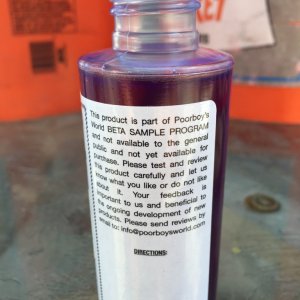 KET
This product is part of Poorboy's
World BETA SAMPLE PROGRAM
and not available to the general
public and not yet available for
purchase. Please test and review
this product carefully and let us
know what you like or do not like
about it. Your feedback is
important to us and beneficial to
the ongoing development of new
products. Please send reviews by
email to: info@poorboysworld.com
DIRECTIONS: